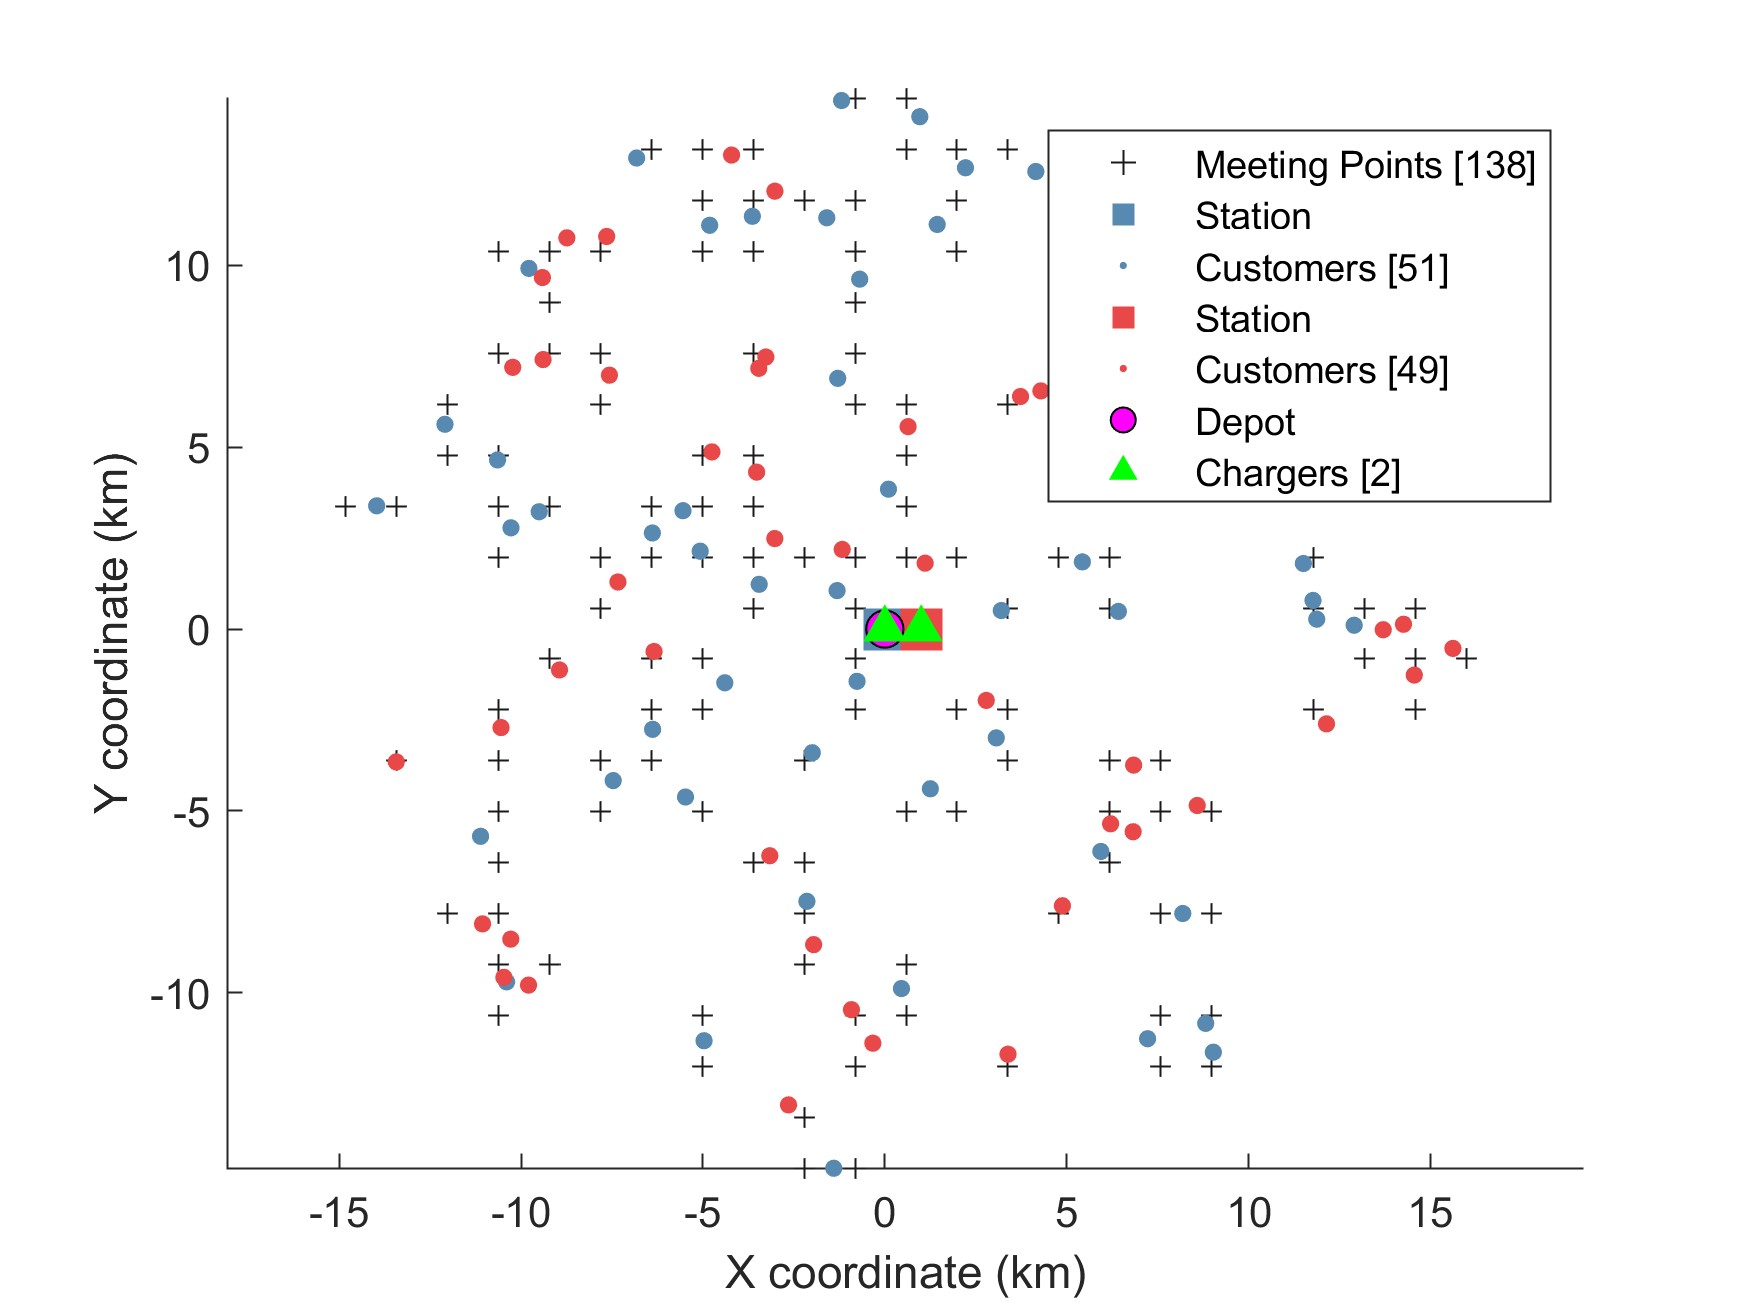 Meeting Points [138]
Station
Customers [51]
Station
Customers [49]
Depot
Chargers [2]
10
5
0
-5
-10
Y coordinate (km)
-15 -10 -5 0 5 10 15
X coordinate (km)